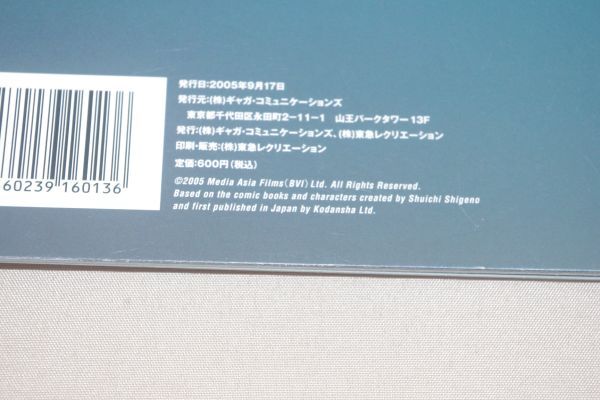 発行日:2005年9月17日
発行元:(株)ギャガ・コミュニケーションズ
東京都千代田区永田町2-11-1 山王パークタワー13F
発行:(株)ギャガ・コミュニケーションズ、(株)東急レクリエーション
印刷・販売:(株)東急レクリエーション
定価:600円(税込)
©2005 Media Asia Films(BVI) Ltd. All Rights Reserved.
Based on the comic books and characters created by Shuichi Shigeno
and first published in Japan by Kodansha Ltd.
60239 160136